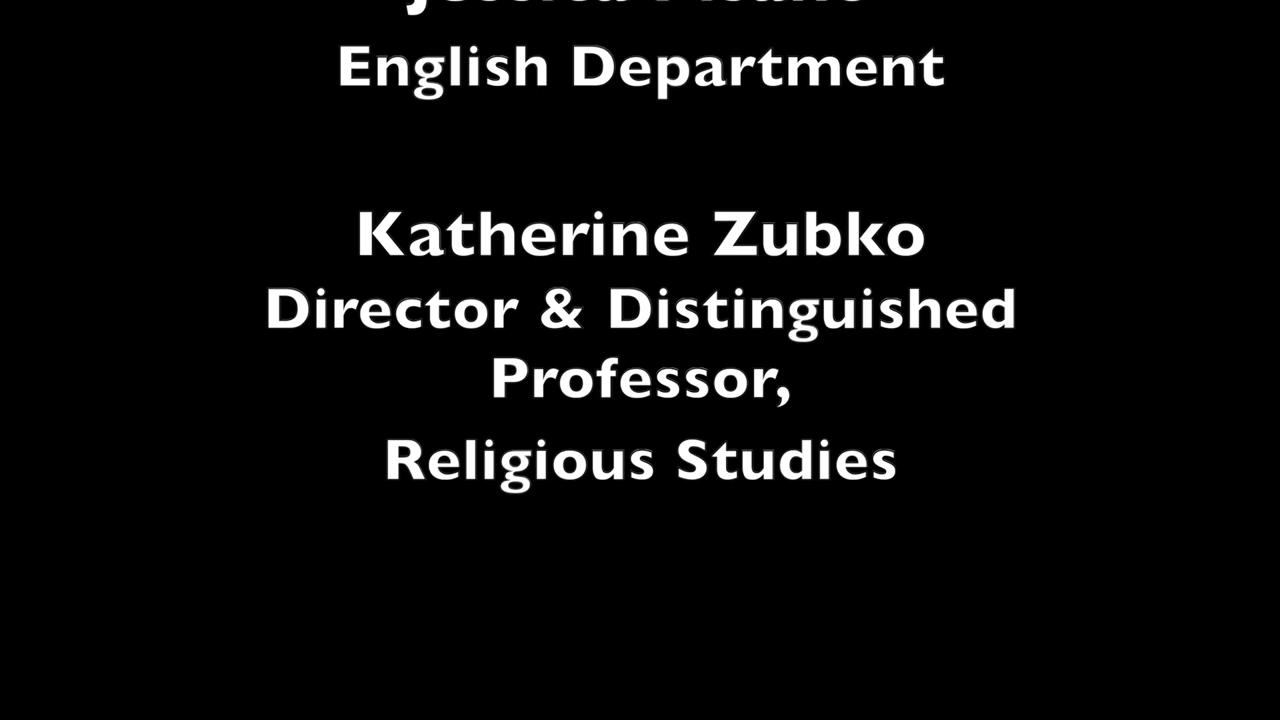 English Department
Katherine Zubko
Director & Distinguished
Professor,
Religious Studies